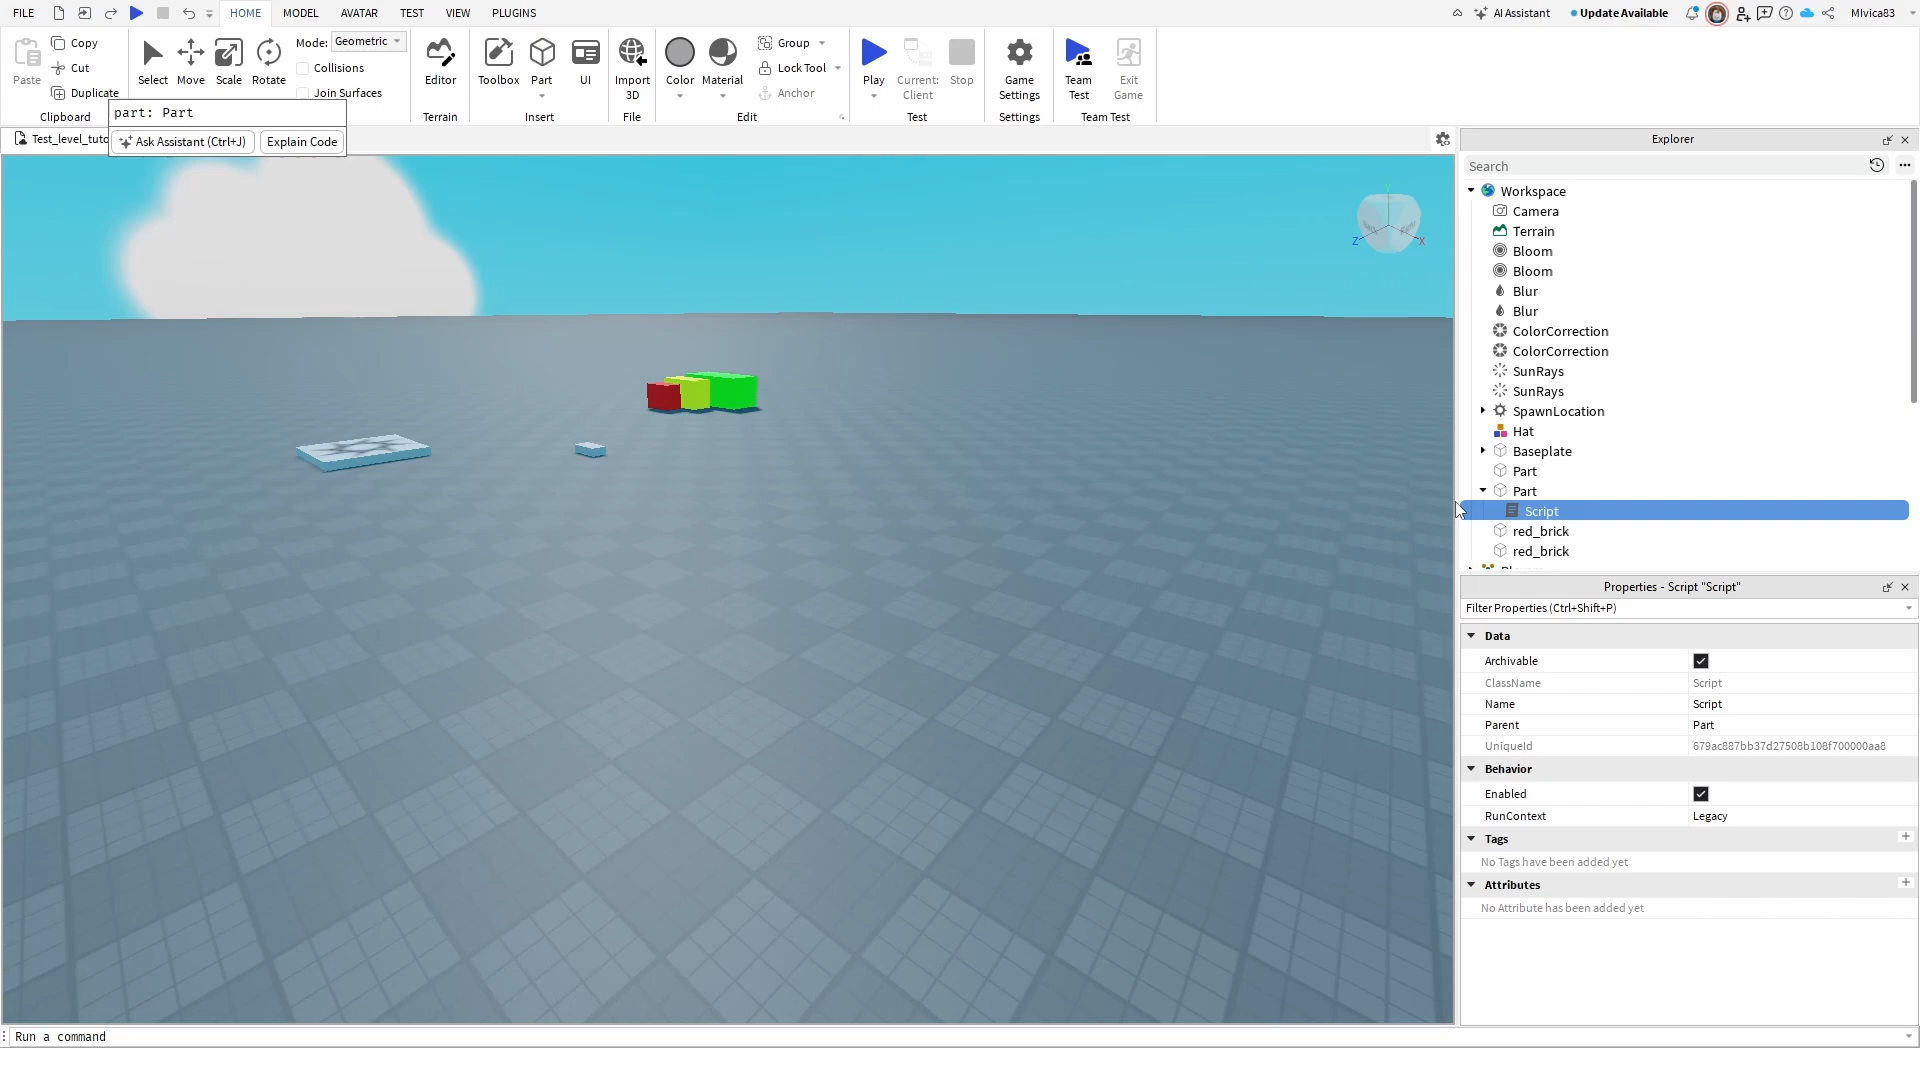 FILE HOME MODEL AVATAR TEST VIEW PLUGINS AI Assistant Update Available MIvica83
Paste Copy Cut Duplicate Clipboard
Select Move Scale Rotate Mode: Geometric Collisions Join Surfaces
Editor Terrain
Toolbox Part UI Insert
Import 3D File
Color Material Group Lock Tool Anchor Edit
Play Current: Client Stop Test
Game Settings Settings
Team Test Exit Game Team Test
part: Part
Ask Assistant (Ctrl+J) Explain Code
Test_level_tuto
Y
Z X
Explorer
Search
Workspace
Camera
Terrain
Bloom
Bloom
Blur
Blur
ColorCorrection
ColorCorrection
SunRays
SunRays
SpawnLocation
Hat
Baseplate
Part
Part
Script
red_brick
red_brick
Properties - Script "Script"
Filter Properties (Ctrl+Shift+P)
Data
Archivable
ClassName Script
Name Script
Parent Part
UniqueId 679ac887bb37d27508b108f700000aa8
Behavior
Enabled
RunContext Legacy
Tags
No Tags have been added yet
Attributes
No Attribute has been added yet
Run a command